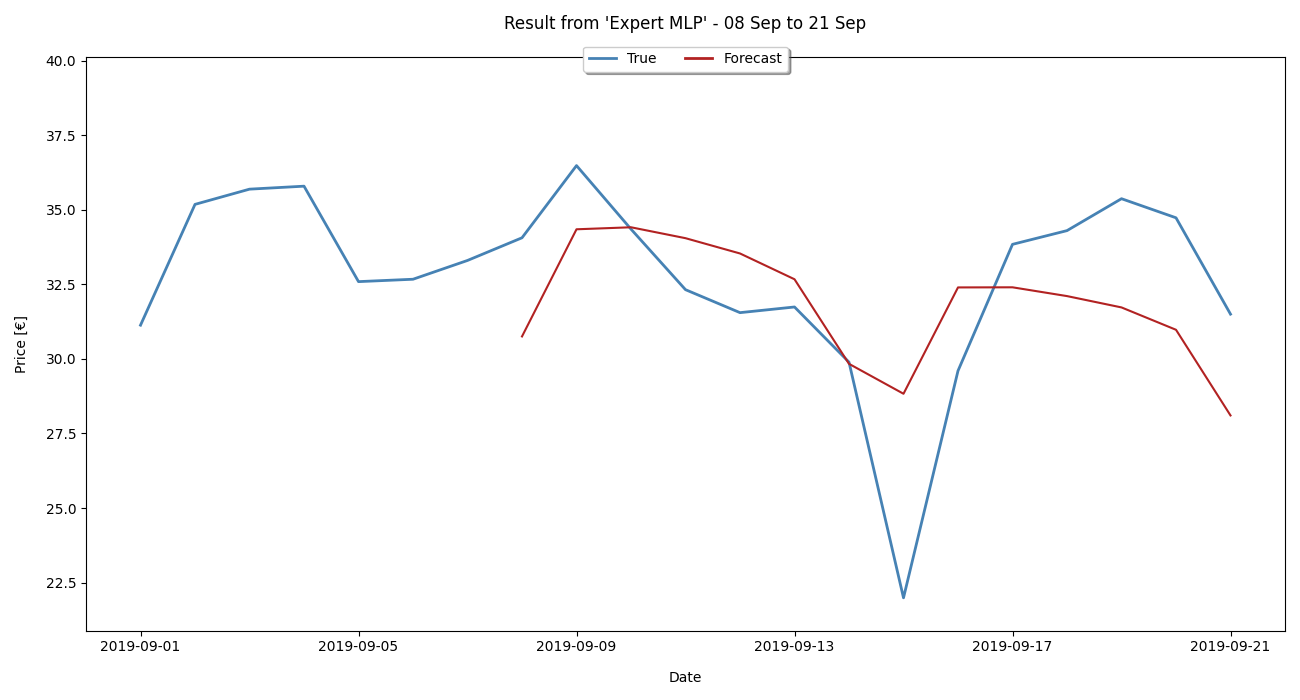 Result from 'Expert MLP' - 08 Sep to 21 Sep
True Forecast
40.0
37.5
35.0
32.5
30.0
27.5
25.0
22.5
Price [€]
2019-09-01 2019-09-05 2019-09-09 2019-09-13 2019-09-17 2019-09-21
Date